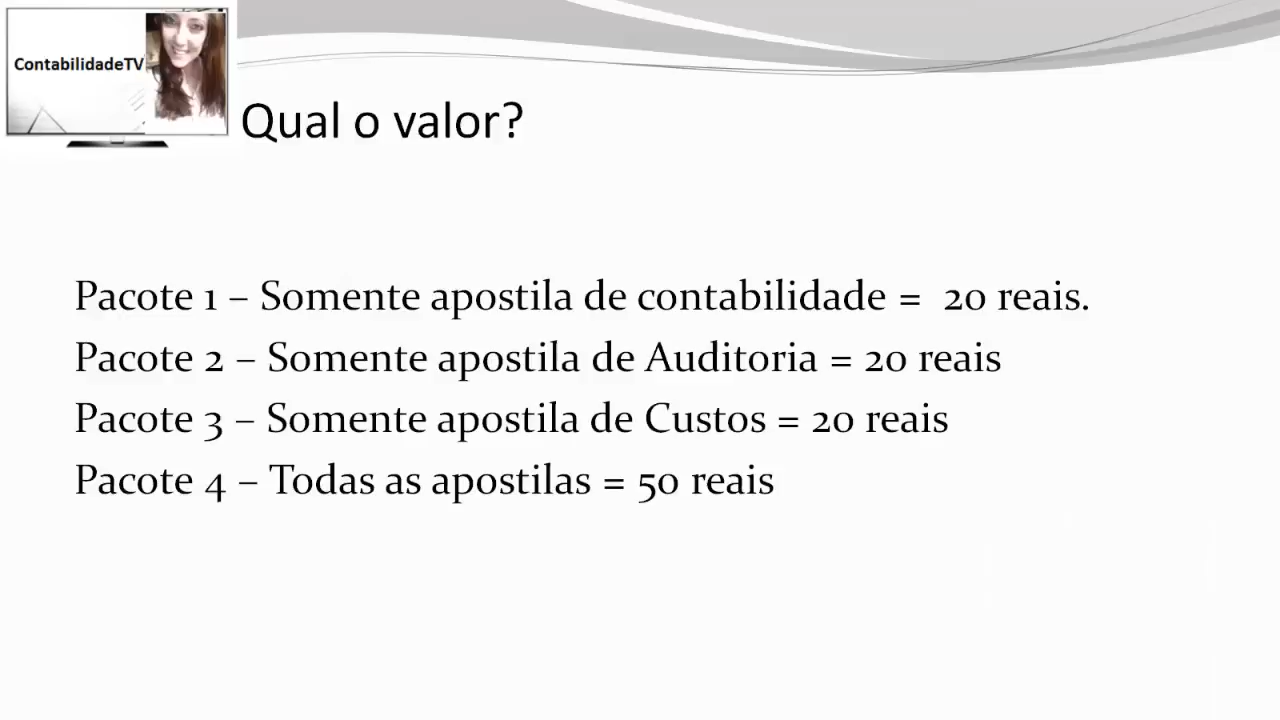 ContabilidadeTV
Qual o valor?
Pacote 1 – Somente apostila de contabilidade = 20 reais.
Pacote 2 – Somente apostila de Auditoria = 20 reais
Pacote 3 – Somente apostila de Custos = 20 reais
Pacote 4 – Todas as apostilas = 50 reais